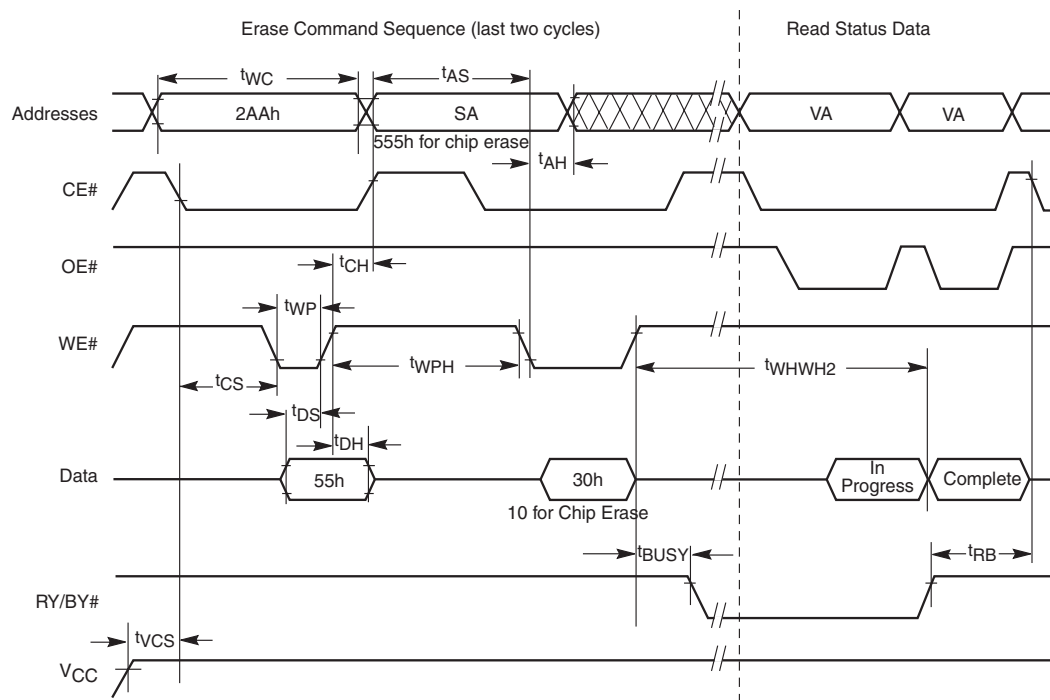 Erase Command Sequence (last two cycles)
Read Status Data
tWC
tAS
Addresses
2AAh
SA
VA
VA
555h for chip erase
tAH
CE#
OE#
tCH
tWP
WE#
tWPH
tWHWH2
tCS
tDS
tDH
Data
55h
30h
In
Progress
Complete
10 for Chip Erase
tBUSY
tRB
RY/BY#
tVCS
VCC